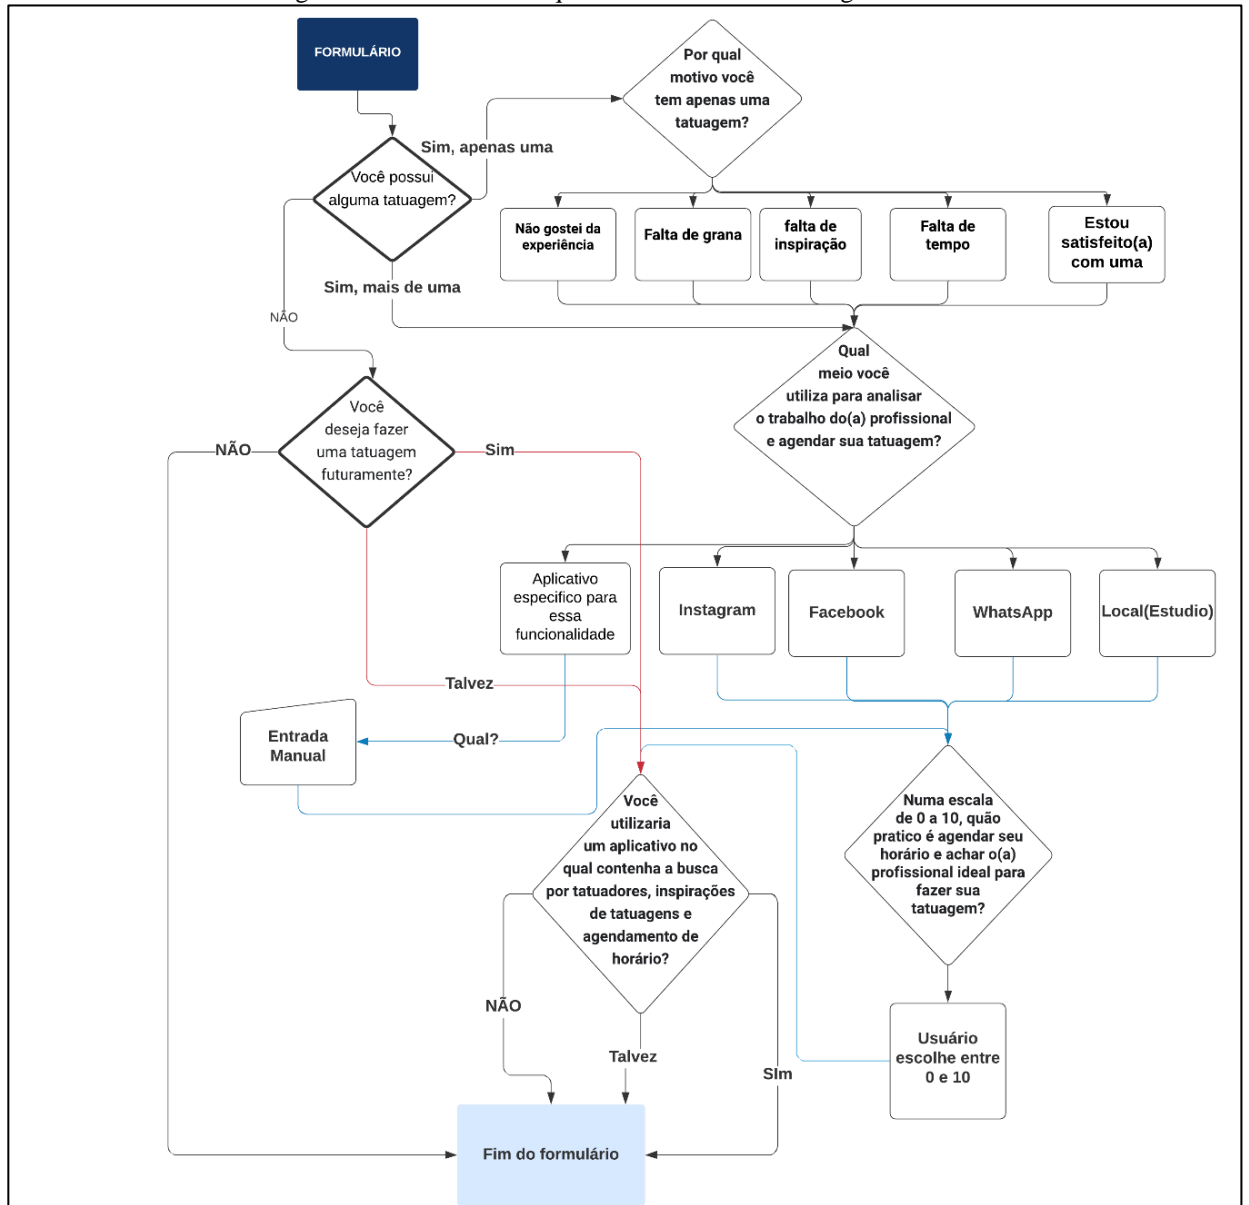 FORMULÁRIO
Por qual
motivo você
tem apenas uma
tatuagem?
Sim, apenas uma
Você possui
alguma tatuagem?
Não gostei da
experiência
Falta de grana
falta de
inspiração
Falta de
tempo
Estou
satisfeito(a)
com uma
Sim, mais de uma
NÃO
Qual
meio você
utiliza para analisar
o trabalho do(a) profissional
e agendar sua tatuagem?
Você
deseja fazer
uma tatuagem
futuramente?
NÃO
Sim
Aplicativo
especifico para
essa
funcionalidade
Instagram
Facebook
WhatsApp
Local(Estudio)
Talvez
Entrada
Manual
Qual?
Você
utilizaria
um aplicativo no
qual contenha a busca
por tatuadores, inspirações
de tatuagens e
agendamento de
horário?
Numa escala
de 0 a 10, quão
pratico é agendar seu
horário e achar o(a)
profissional ideal para
fazer sua
tatuagem?
NÃO
Talvez
SIm
Usuário
escolhe entre
0 e 10
Fim do formulário